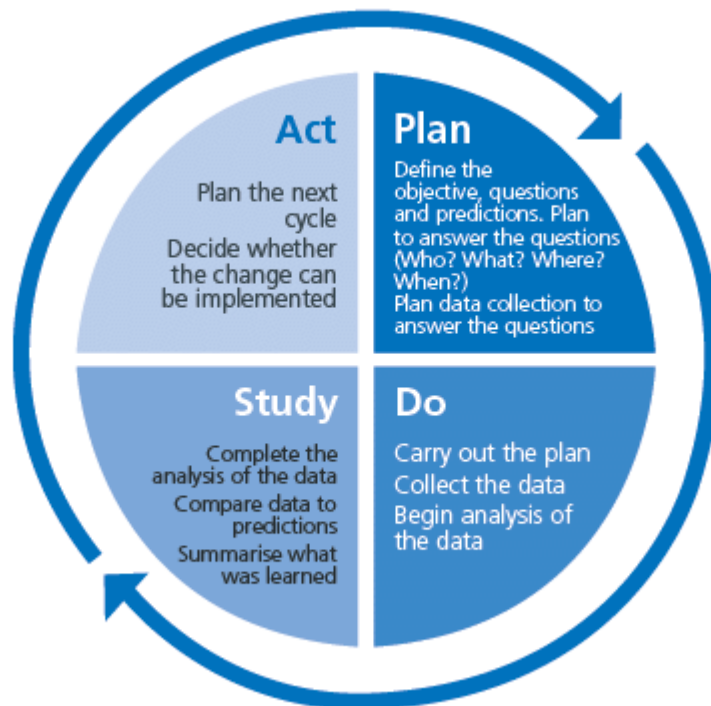 Act
Plan the next
cycle
Decide whether
the change can
be implemented
Plan
Define the
objective, questions
and predictions. Plan
to answer the questions
(Who? What? Where?
When?)
Plan data collection to
answer the questions
Study
Complete the
analysis of the data
Compare data to
predictions
Summarise what
was learned
Do
Carry out the plan
Collect the data
Begin analysis of
the data